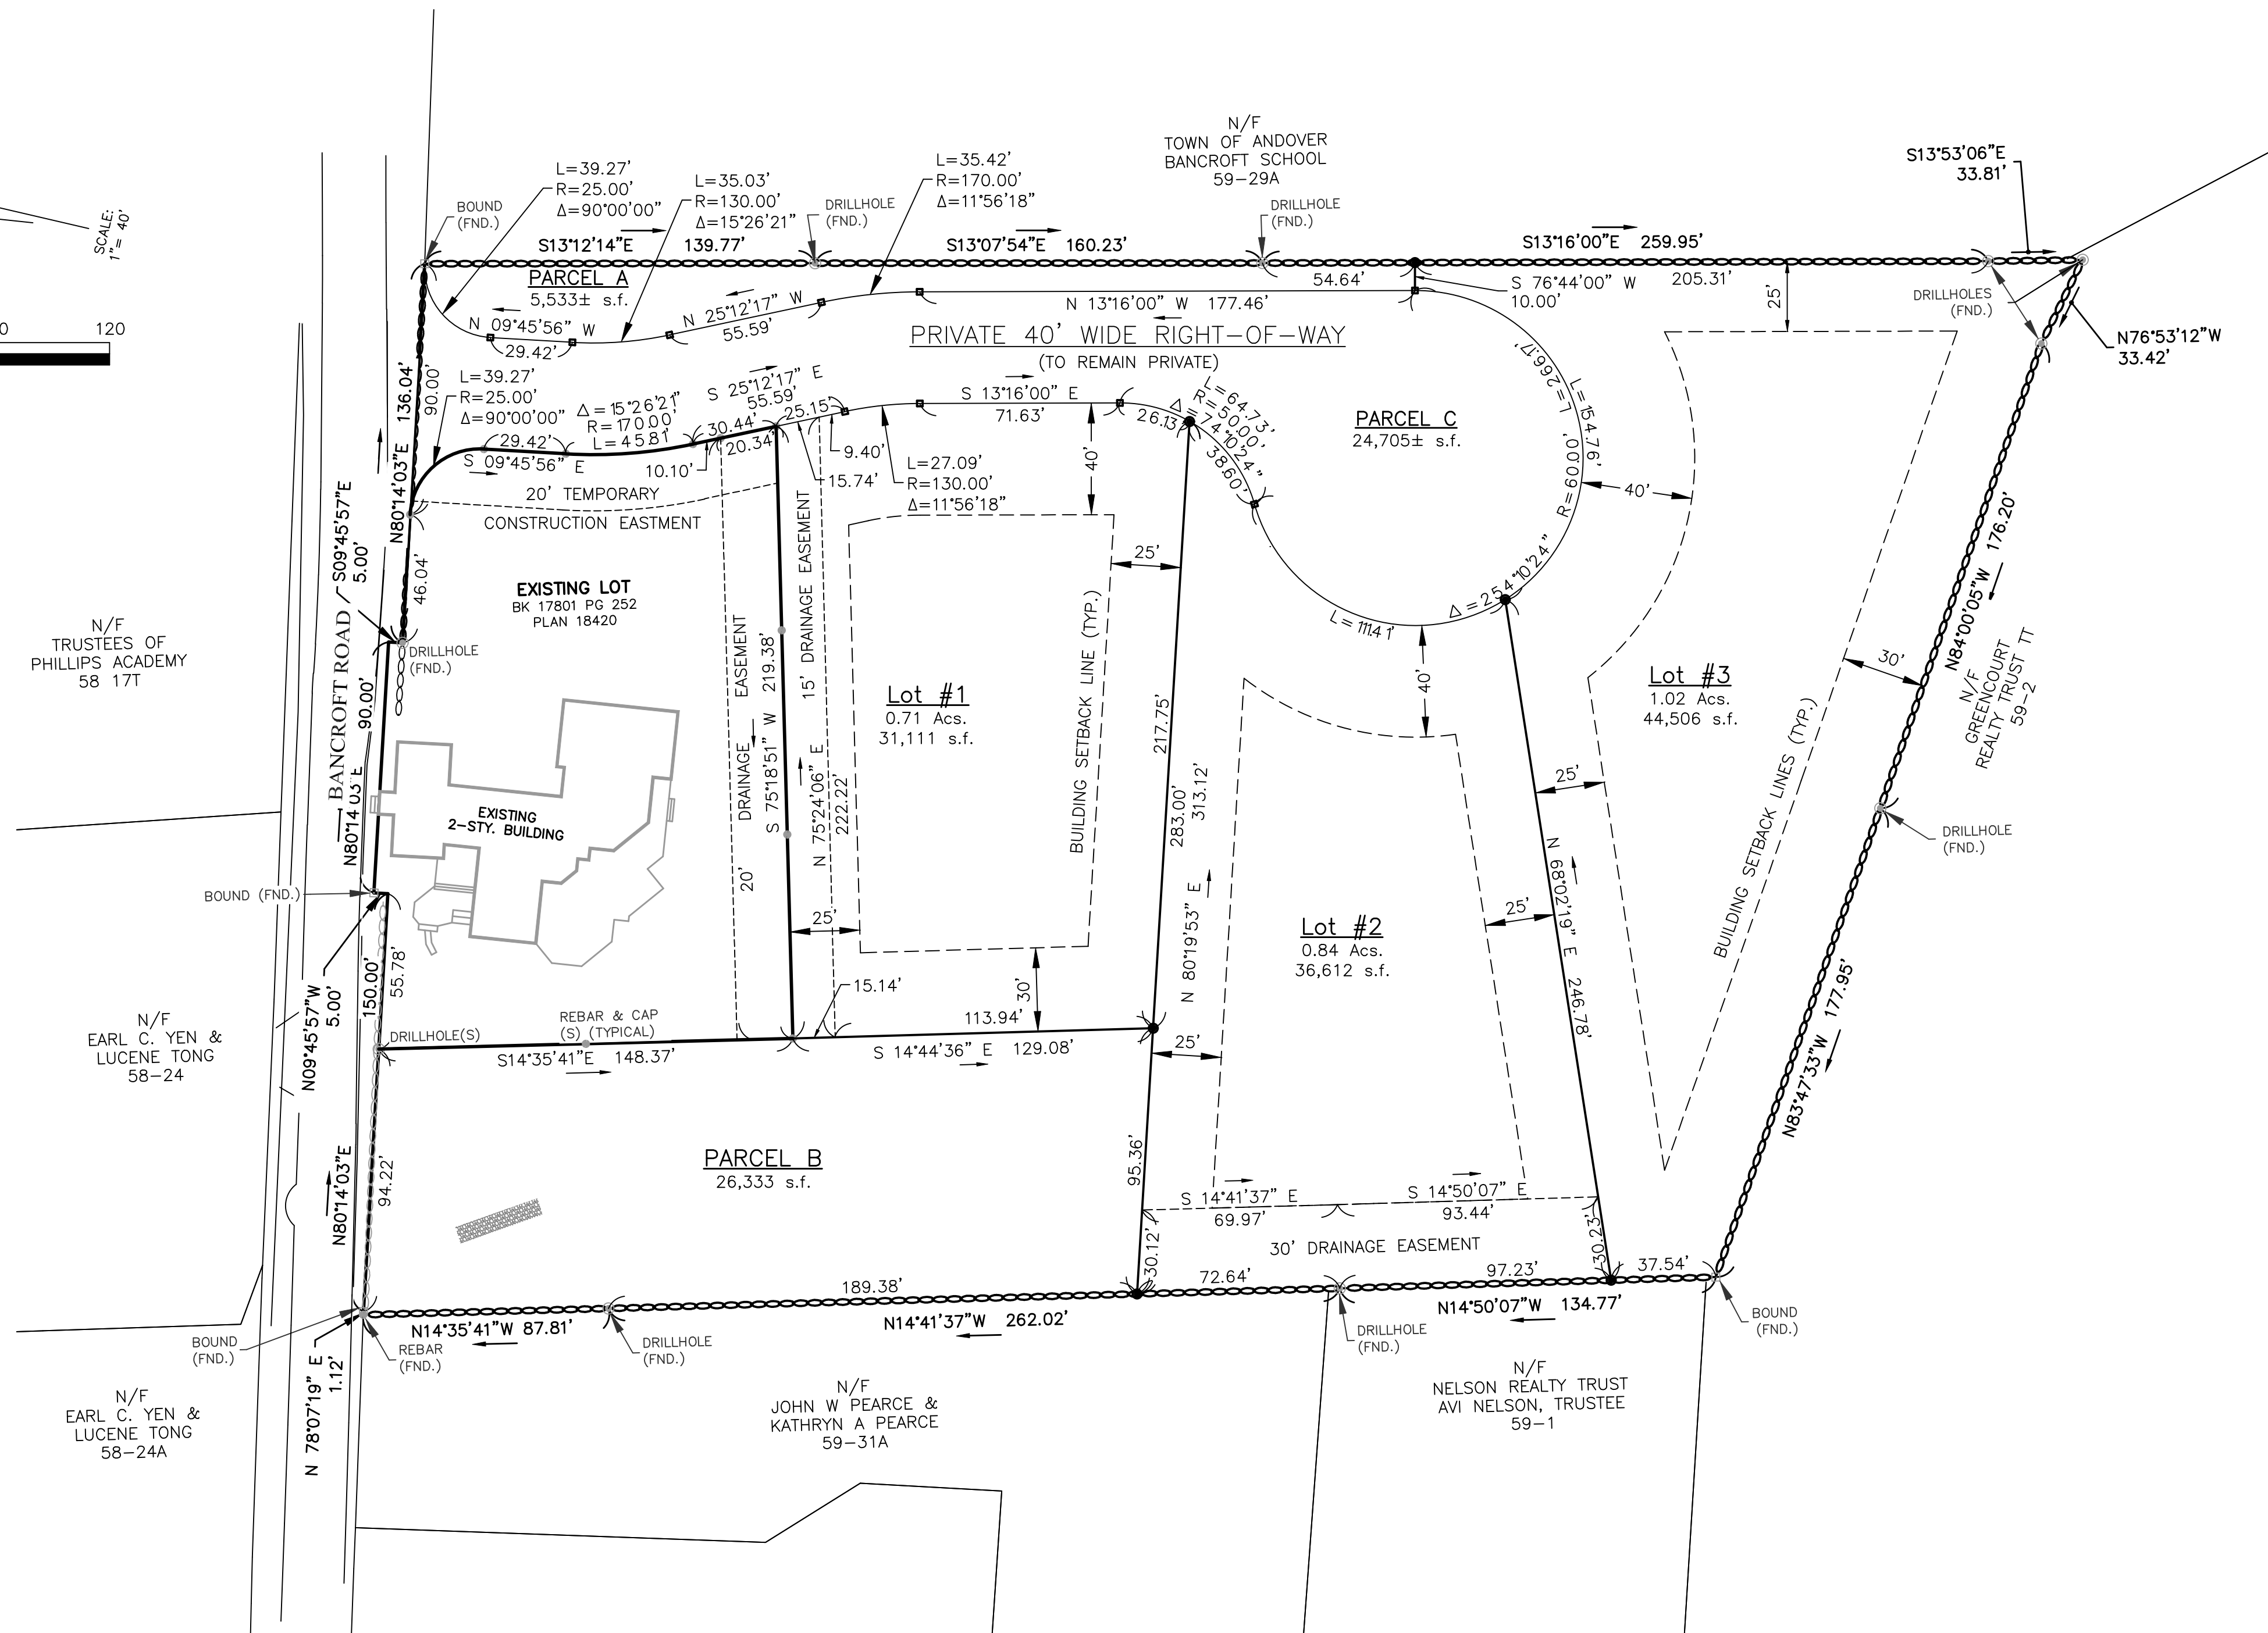 N/F
TOWN OF ANDOVER
BANCROFT SCHOOL
59-29A
S13°53'06"E
33.81'
L=39.27'
R=25.00'
Δ=90°00'00"
L=35.03'
R=130.00'
Δ=15°26'21"
L=35.42'
R=170.00'
Δ=11°56'18"
SCALE:
1"= 40'
BOUND
(FND.)
DRILLHOLE
(FND.)
DRILLHOLE
(FND.)
S13°12'14"E 139.77'
S13°07'54"E 160.23'
S13°16'00"E 259.95'
PARCEL A
5,533± s.f.
54.64'
S 76°44'00" W
10.00'
205.31'
25'
DRILLHOLES
(FND.)
N76°53'12"W
33.42'
N 09°45'56" W
29.42'
N 25°12'17" W
55.59'
N 13°16'00" W 177.46'
PRIVATE 40' WIDE RIGHT-OF-WAY
(TO REMAIN PRIVATE)
0
120
N80°14'03"E 136.04'
90.00'
L=39.27'
R=25.00'
Δ=90°00'00"
Δ=15°26'21"
R=170.00'
L=45.81'
S 25°12'17" E
55.59'
30.44'
25.15'
20.34'
10.10'
29.42'
S 09°45'56" E
15.74'
9.40'
L=27.09'
R=130.00'
Δ=11°56'18"
S 13°16'00" E
71.63'
26.13'
L=64.73'
R=50.00'
Δ=74°10'24"
38.60'
40'
PARCEL C
24,705± s.f.
L=266.17'
L=154.76'
R=60.00'
Δ=254°10'24"
L=111.41'
40'
40'
20' TEMPORARY
CONSTRUCTION EASTMENT
S09°45'57"E
5.00'
46.04'
EXISTING LOT
BK 17801 PG 252
PLAN 18420
DRILLHOLE
(FND.)
N/F
TRUSTEES OF
PHILLIPS ACADEMY
58 17T
BANCROFT ROAD
90.00'
N80°14'03"E
EXISTING
2-STY. BUILDING
20' DRAINAGE EASEMENT
S 75°18'51" W 219.38'
15' DRAINAGE EASEMENT
N 75°24'06" E
222.22'
Lot #1
0.71 Acs.
31,111 s.f.
BUILDING SETBACK LINE (TYP.)
25'
25'
30'
217.75'
283.00'
313.12'
N 80°19'53" E
Lot #2
0.84 Acs.
36,612 s.f.
25'
25'
25'
N 68°02'19" E 246.78'
Lot #3
1.02 Acs.
44,506 s.f.
BUILDING SETBACK LINES (TYP.)
30'
N84°00'05"W 176.20'
N/F
GREENCOURT
REALTY TRUST TT
59-2
DRILLHOLE
(FND.)
N83°47'33"W 177.95'
BOUND (FND.)
N09°45'57"W
5.00'
150.00'
55.78'
DRILLHOLE(S)
REBAR & CAP
(S) (TYPICAL)
S14°35'41"E 148.37'
15.14'
113.94'
S 14°44'36" E 129.08'
N/F
EARL C. YEN &
LUCENE TONG
58-24
N80°14'03"E
94.22'
PARCEL B
26,333 s.f.
95.36'
S 14°41'37" E
69.97'
S 14°50'07" E
93.44'
30.12'
30.23'
30' DRAINAGE EASEMENT
189.38'
72.64'
97.23'
37.54'
N14°35'41"W 87.81'
N14°41'37"W 262.02'
N14°50'07"W 134.77'
BOUND
(FND.)
REBAR
(FND.)
DRILLHOLE
(FND.)
DRILLHOLE
(FND.)
BOUND
(FND.)
N 78°07'19" E
1.12'
N/F
EARL C. YEN &
LUCENE TONG
58-24A
N/F
JOHN W PEARCE &
KATHRYN A PEARCE
59-31A
N/F
NELSON REALTY TRUST
AVI NELSON, TRUSTEE
59-1